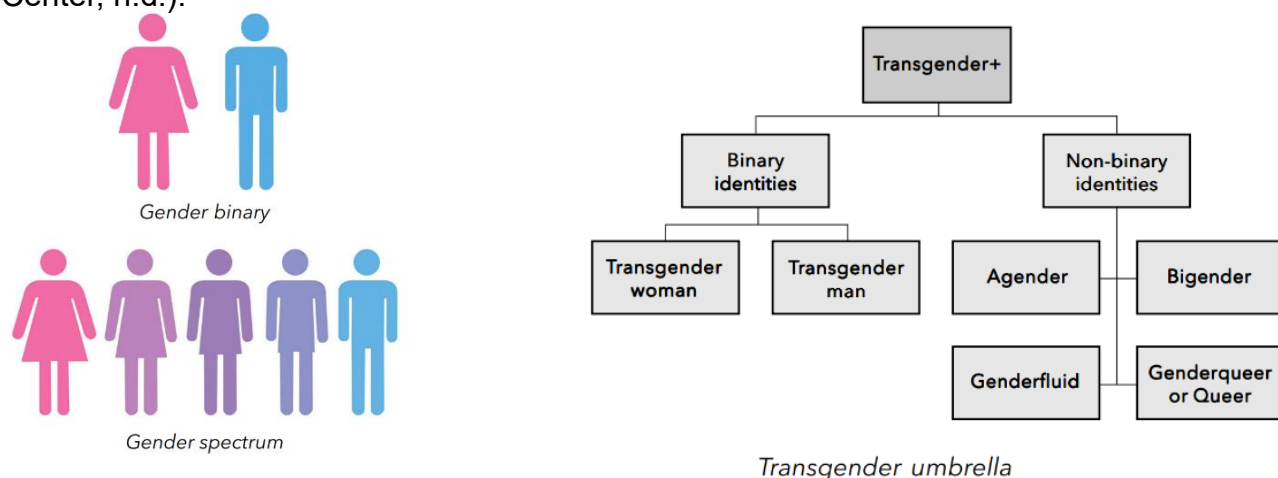 Center, n.d.).
Gender binary
Gender spectrum
Transgender+
Binary
identities
Non-binary
identities
Transgender
woman
Transgender
man
Agender
Bigender
Genderfluid
Genderqueer
or Queer
Transgender umbrella